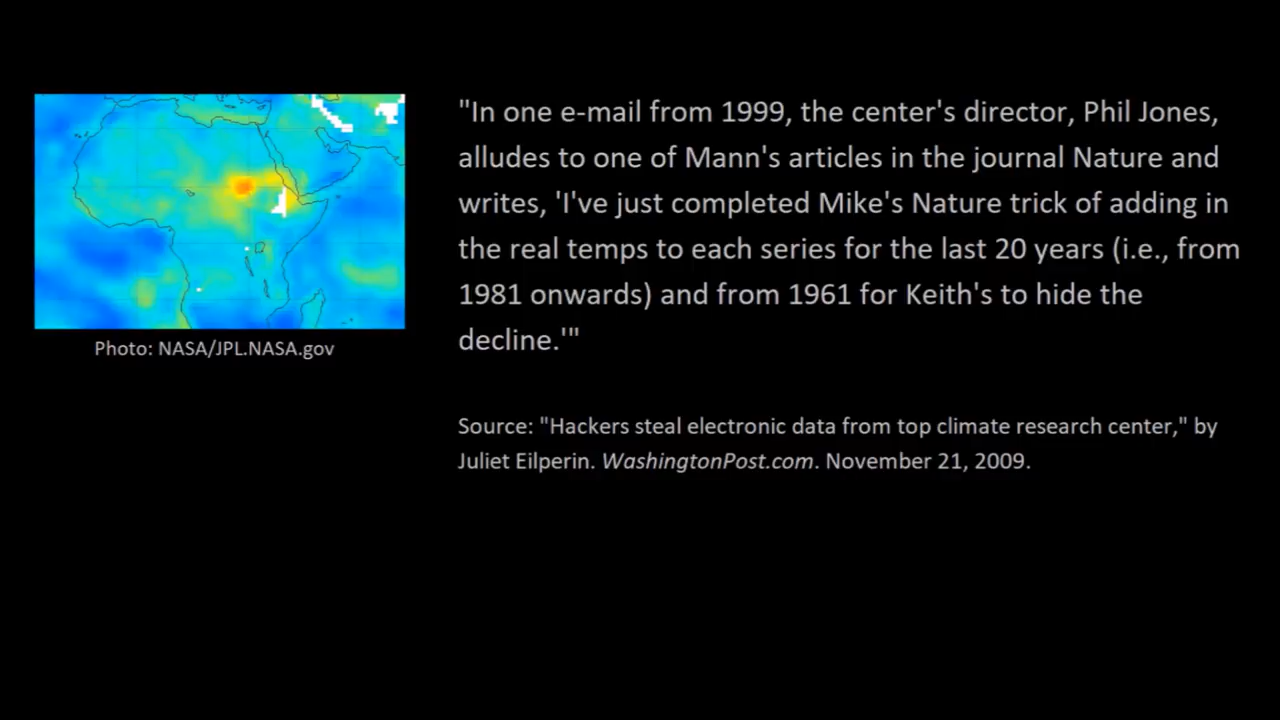 "In one e-mail from 1999, the center's director, Phil Jones,
alludes to one of Mann's articles in the journal Nature and
writes, 'I've just completed Mike's Nature trick of adding in
the real temps to each series for the last 20 years (i.e., from
1981 onwards) and from 1961 for Keith's to hide the
decline.'"
Photo: NASA/JPL.NASA.gov
Source: "Hackers steal electronic data from top climate research center," by
Juliet Eilperin. WashingtonPost.com. November 21, 2009.